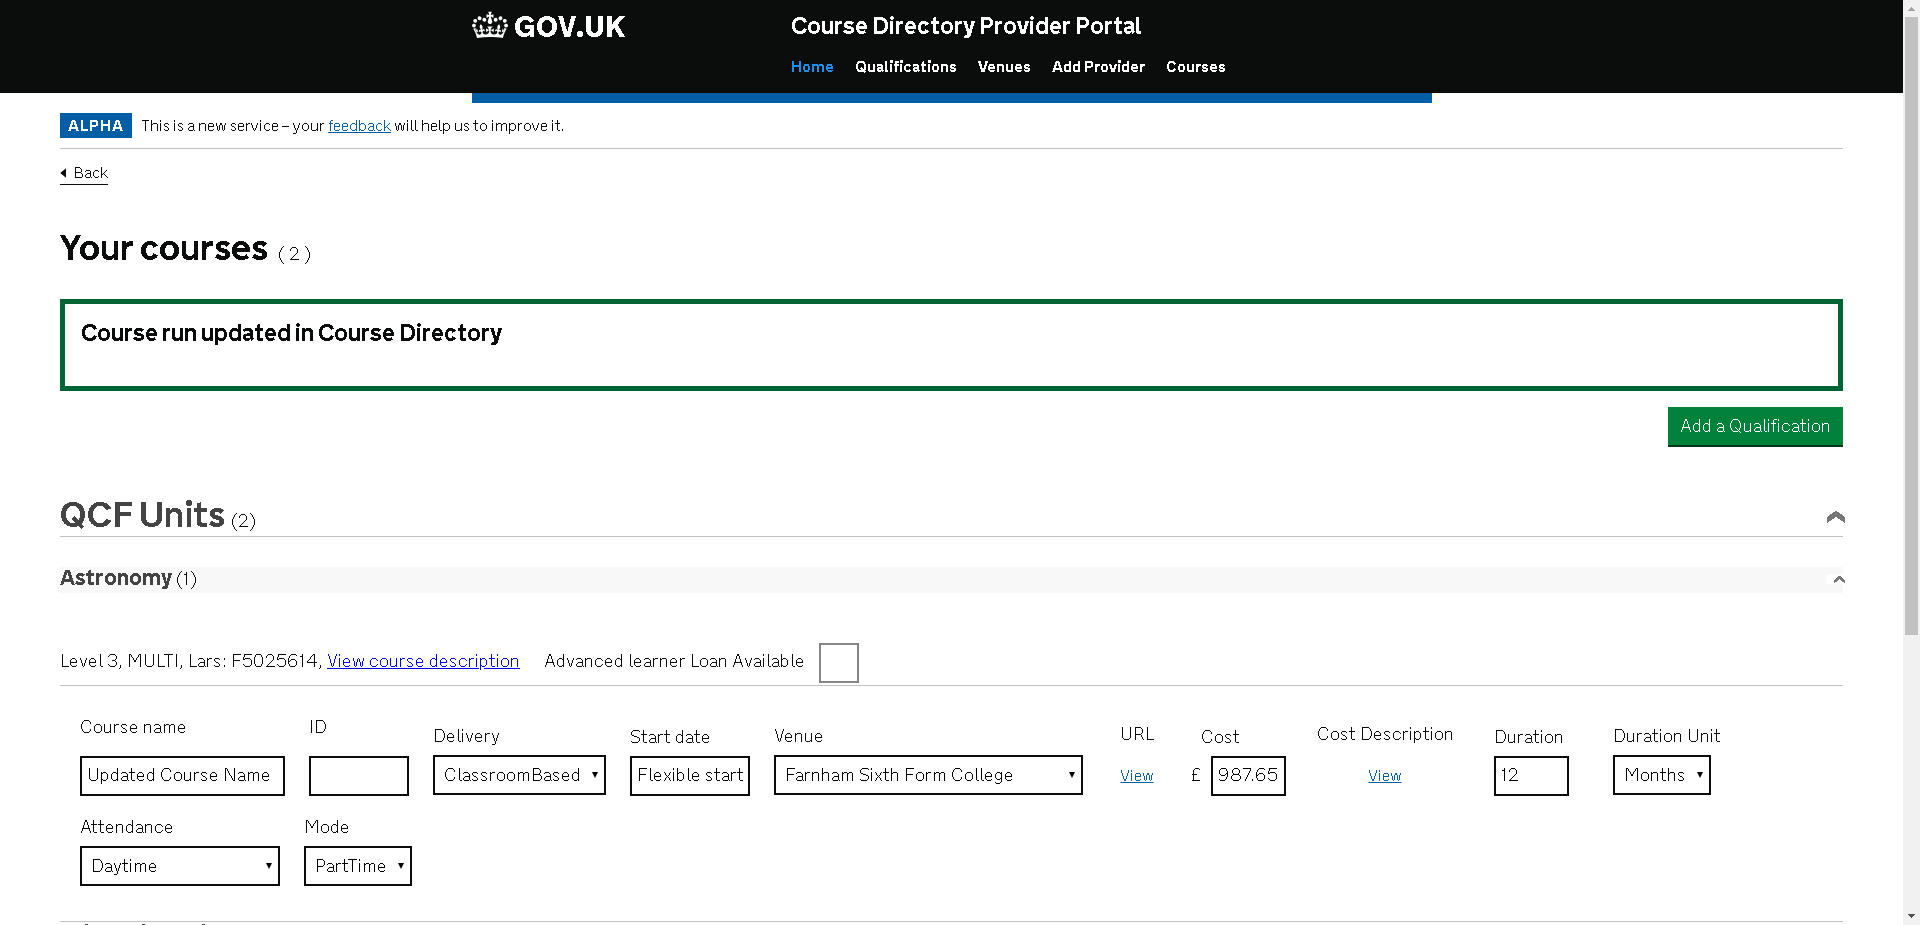 GOV.UK
Course Directory Provider Portal
Home Qualifications Venues Add Provider Courses
ALPHA This is a new service – your feedback will help us to improve it.
Back
Your courses ( 2 )
Course run updated in Course Directory
Add a Qualification
QCF Units (2)
Astronomy (1)
Level 3, MULTI, Lars: F5025614, View course description Advanced learner Loan Available
Course name ID Delivery Start date Venue URL Cost Cost Description Duration Duration Unit
Updated Course Name ClassroomBased Flexible start Farnham Sixth Form College View £ 987.65 View 12 Months
Attendance Mode
Daytime PartTime